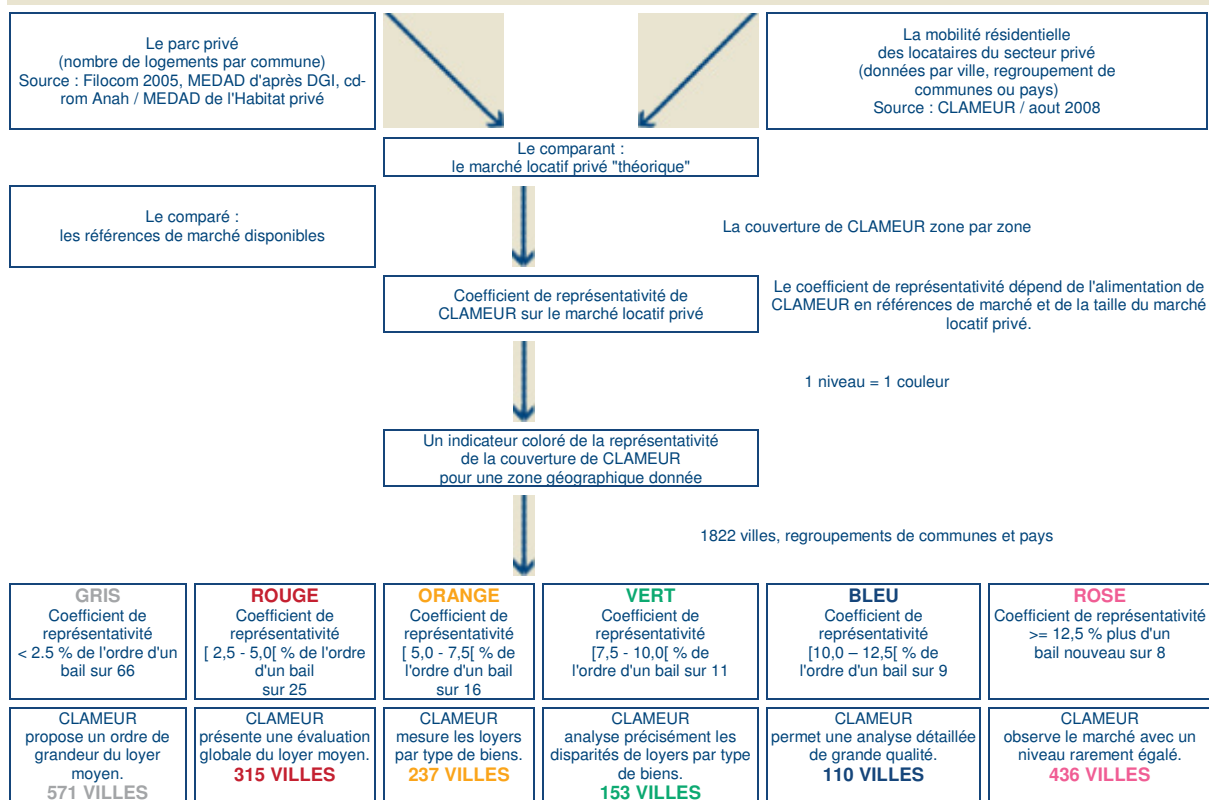 Le parc privé
(nombre de logements par commune)
Source : Filocom 2005, MEDAD d'après DGI, cd-
rom Anah / MEDAD de l'Habitat privé
La mobilité résidentielle
des locataires du secteur privé
(données par ville, regroupement de
communes ou pays)
Source : CLAMEUR / aout 2008
Le comparant :
le marché locatif privé "théorique"
Le comparé :
les références de marché disponibles
La couverture de CLAMEUR zone par zone
Coefficient de représentativité de
CLAMEUR sur le marché locatif privé
Le coefficient de représentativité dépend de l'alimentation de
CLAMEUR en références de marché et de la taille du marché
locatif privé.
1 niveau = 1 couleur
Un indicateur coloré de la représentativité
de la couverture de CLAMEUR
pour une zone géographique donnée
1822 villes, regroupements de communes et pays
GRIS
Coefficient de
représentativité
< 2.5 % de l'ordre d'un
bail sur 66
ROUGE
Coefficient de
représentativité
[ 2,5 - 5,0[ % de l'ordre
d'un bail
sur 25
ORANGE
Coefficient de
représentativité
[ 5,0 - 7,5[ % de
l'ordre d'un bail
sur 16
VERT
Coefficient de
représentativité
[7,5 - 10,0[ % de
l'ordre d'un bail sur 11
BLEU
Coefficient de
représentativité
[10,0 – 12,5[ % de
l'ordre d'un bail sur 9
ROSE
Coefficient de représentativité
>= 12,5 % plus d'un
bail nouveau sur 8
CLAMEUR
propose un ordre de
grandeur du loyer
moyen.
571 VILLES
CLAMEUR
présente une évaluation
globale du loyer moyen.
315 VILLES
CLAMEUR
mesure les loyers
par type de biens.
237 VILLES
CLAMEUR
analyse précisément les
disparités de loyers par type
de biens.
153 VILLES
CLAMEUR
permet une analyse détaillée
de grande qualité.
110 VILLES
CLAMEUR
observe le marché avec un
niveau rarement égalé.
436 VILLES